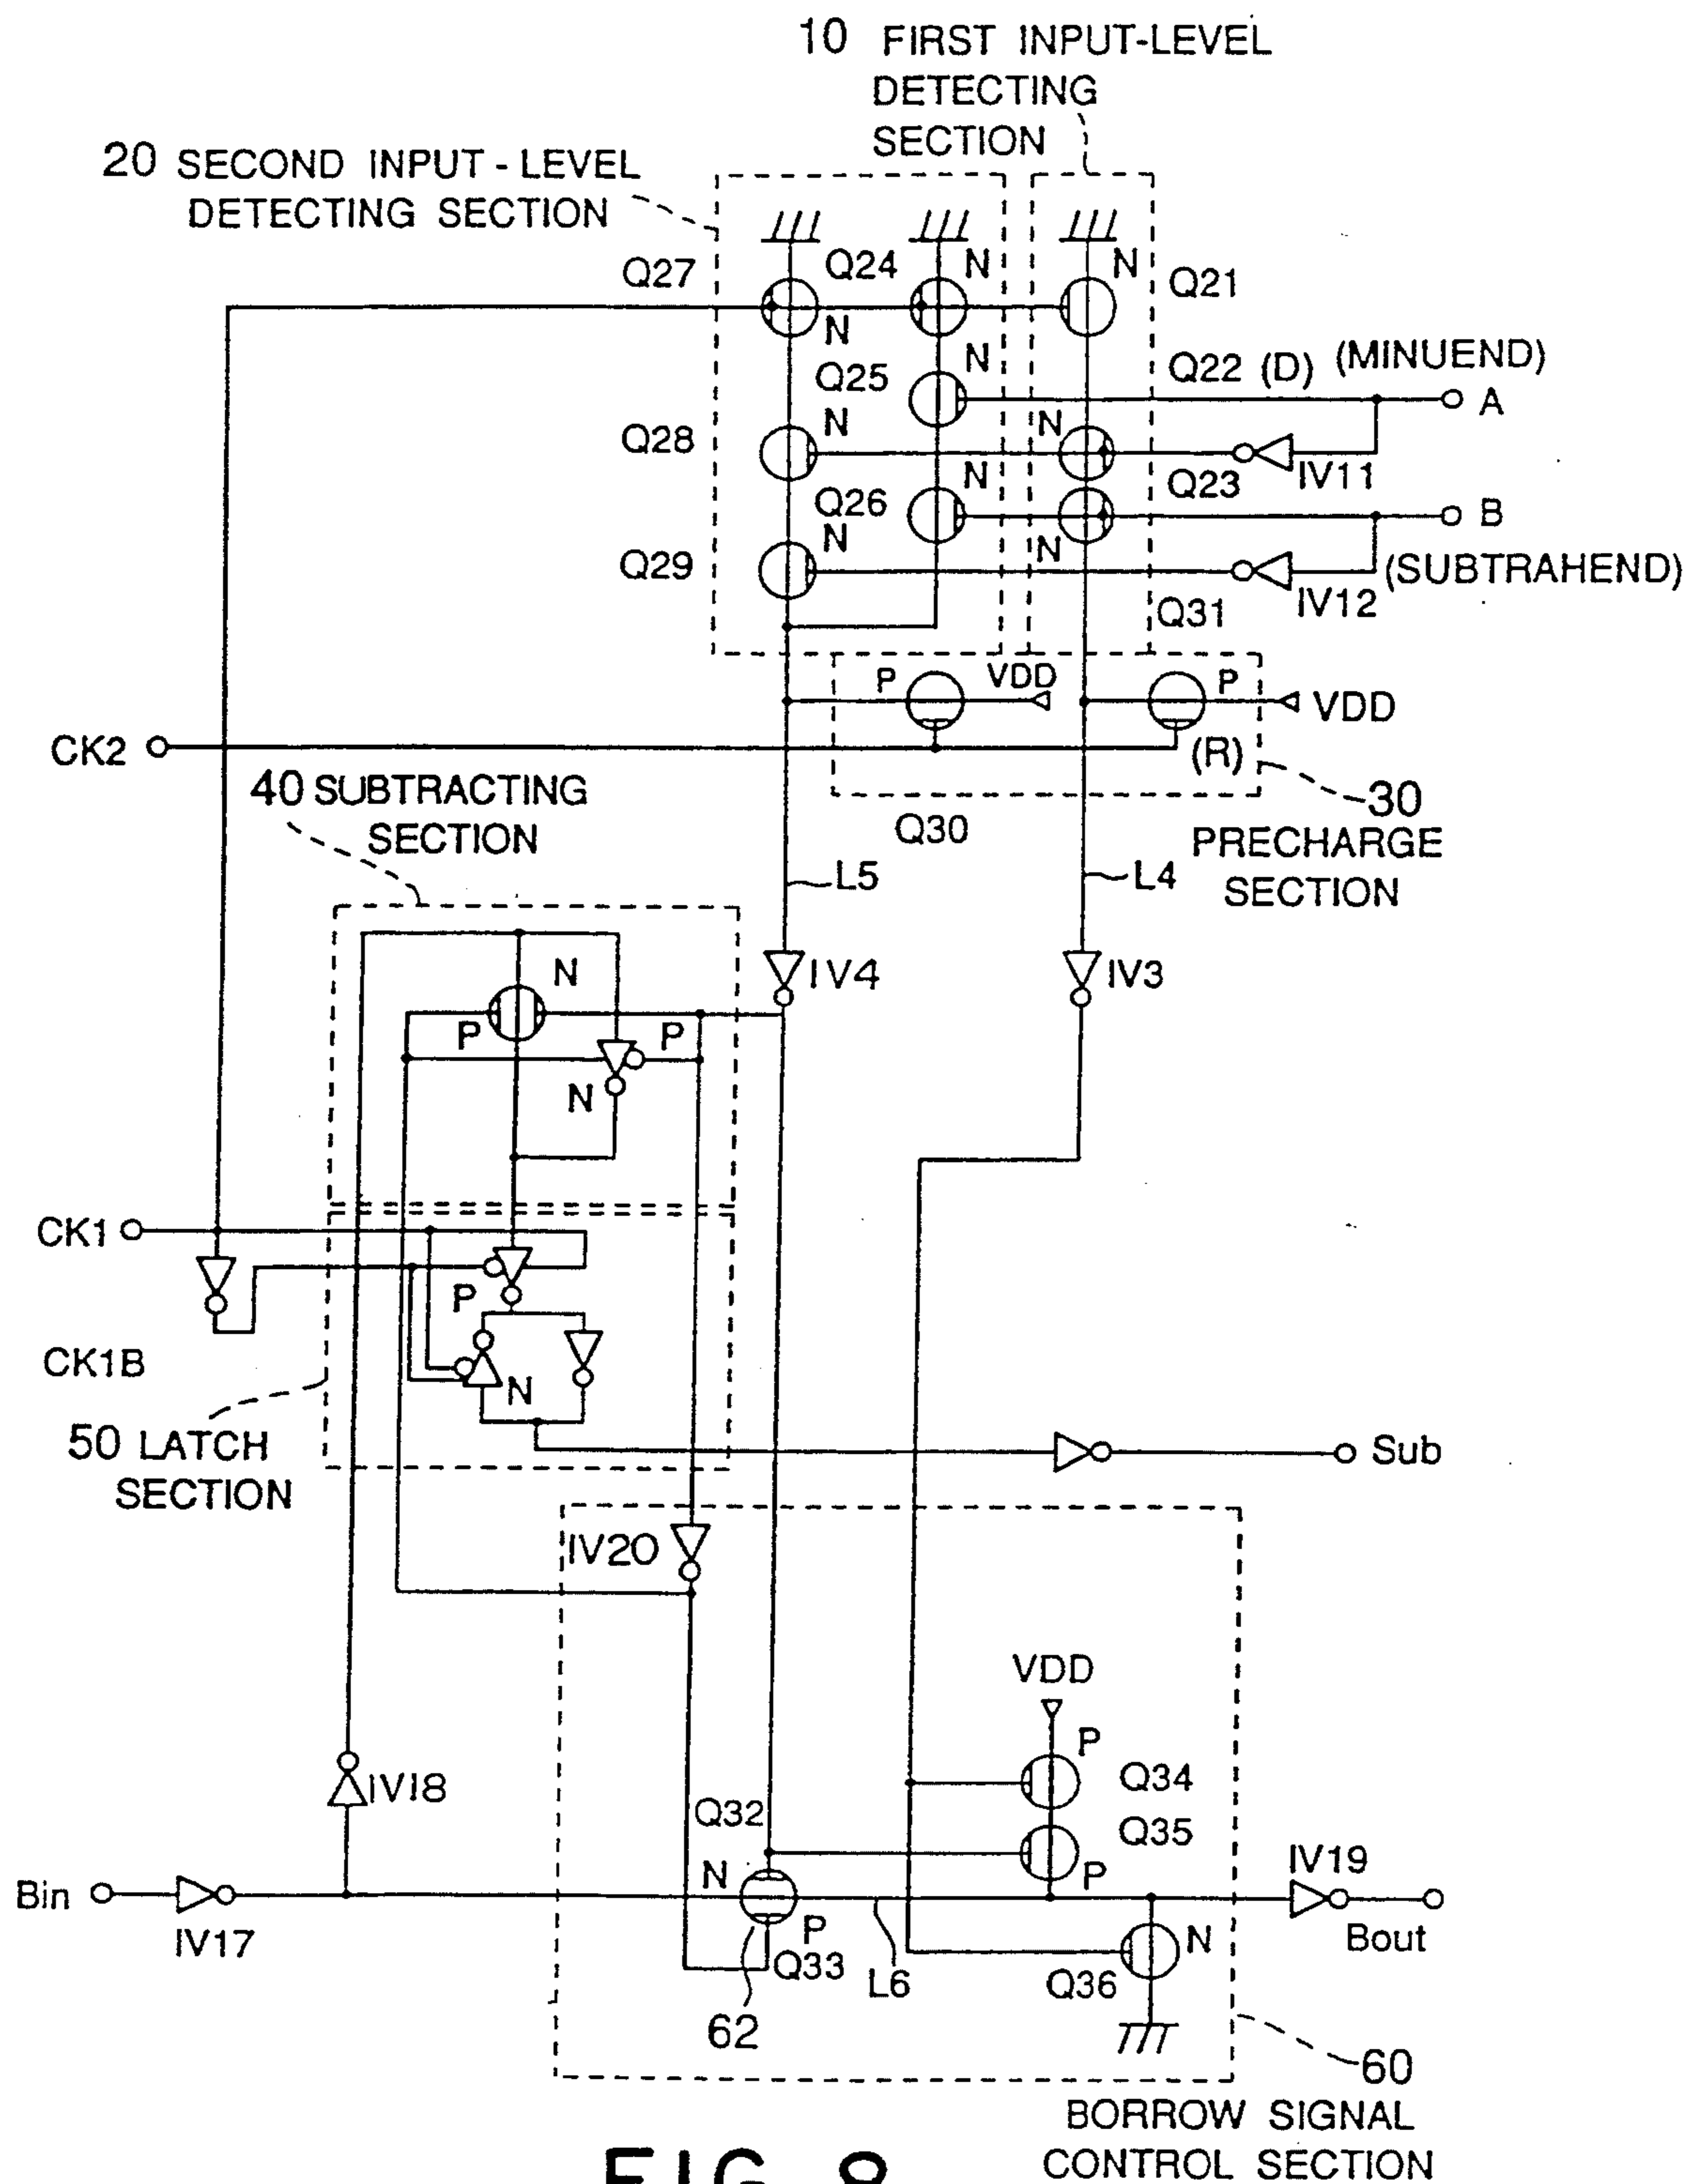 10 FIRST INPUT-LEVEL
DETECTING
SECTION
20 SECOND INPUT-LEVEL
DETECTING SECTION
Q27
Q24
N
N
Q21
N
N
Q25
Q22 (D) (MINUEND)
A
Q28
N
N
IV11
Q23
N
Q26
B
N
N
Q29
(SUBTRAHEND)
IV12
Q31
P
VDD
P
VDD
CK2
(R)
30
PRECHARGE
SECTION
Q30
40 SUBTRACTING
SECTION
L5
L4
N
IV4
IV3
P
P
N
CK1
P
CK1B
N
50 LATCH
SECTION
Sub
IV20
VDD
P
Q34
IV18
Q32
Q35
P
IV19
N
Bin
IV17
P
Q33
L6
N
Q36
Bout
62
60
BORROW SIGNAL
CONTROL SECTION